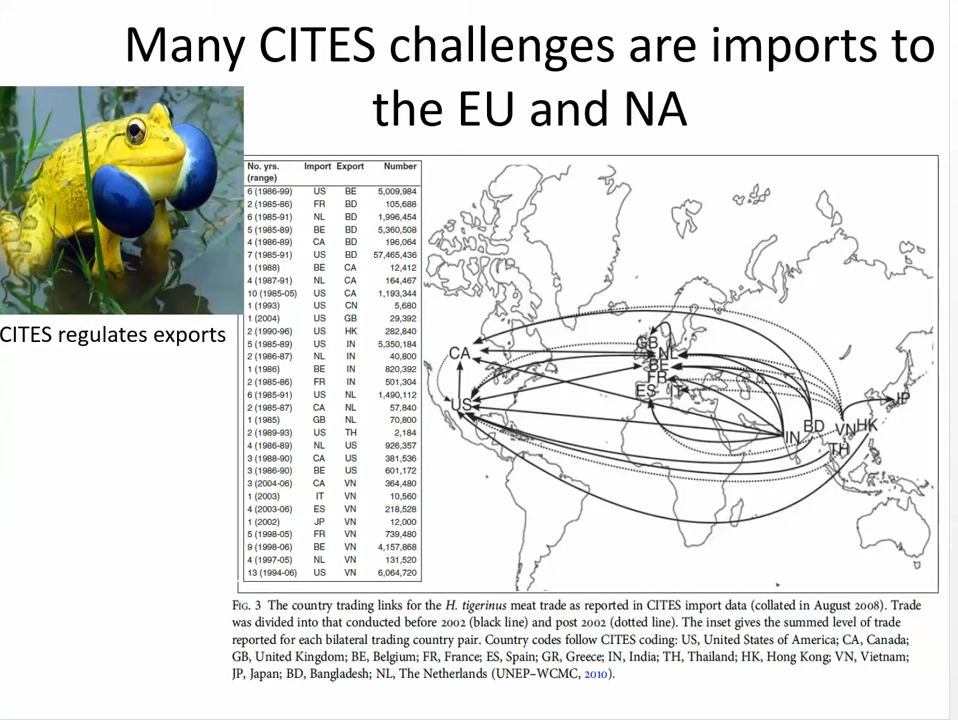 Many CITES challenges are imports to
the EU and NA
CITES regulates exports
No. yrs. Import Export Number
(range)
6 (1986-99) US BE 5,009,984
2 (1985-86) FR BD 105,688
6 (1985-91) NL BD 1,996,454
5 (1985-89) BE BD 5,360,508
4 (1986-89) CA BD 196,064
7 (1985-91) US BD 57,465,436
1 (1988) BE CA 12,412
4 (1987-91) NL CA 164,467
10 (1985-05) US CA 1,193,344
1 (1993) US CN 5,680
1 (2004) US GB 29,392
2 (1990-96) US HK 282,840
5 (1985-89) US IN 5,350,184
2 (1986-87) NL IN 40,800
1 (1986) BE IN 820,392
2 (1985-86) FR IN 501,304
6 (1985-91) US NL 1,490,112
2 (1985-87) CA NL 57,840
1 (1985) GB NL 70,800
2 (1989-93) US TH 2,184
4 (1986-89) NL US 926,357
3 (1988-90) CA US 381,536
3 (1986-90) BE US 601,172
3 (2004-06) CA VN 364,480
1 (2003) IT VN 10,560
4 (2003-06) ES VN 218,528
1 (2002) JP VN 12,000
5 (1998-05) FR VN 739,480
9 (1998-06) BE VN 4,157,868
4 (1997-05) NL VN 131,520
13 (1994-06) US VN 6,064,720
GB
CA
NL
BE
FR
ES
IT
US
JP
BD
VN
HK
IN
TH
FIG. 3 The country trading links for the H. tigerinus meat trade as reported in CITES import data (collated in August 2008). Trade
was divided into that conducted before 2002 (black line) and post 2002 (dotted line). The inset gives the summed level of trade
reported for each bilateral trading country pair. Country codes follow CITES coding: US, United States of America; CA, Canada;
GB, United Kingdom; BE, Belgium; FR, France; ES, Spain; GR, Greece; IN, India; TH, Thailand; HK, Hong Kong; VN, Vietnam;
JP, Japan; BD, Bangladesh; NL, The Netherlands (UNEP–WCMC, 2010).